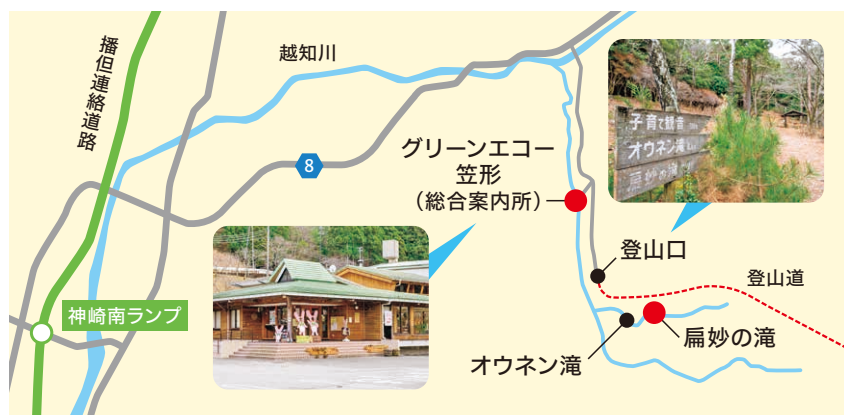 播但連絡道路
越知川
8
グリーンエコー
笠形
（総合案内所）
子育て観音
オウネン滝
扁妙の滝
登山口
登山道
神崎南ランプ
扁妙の滝
オウネン滝